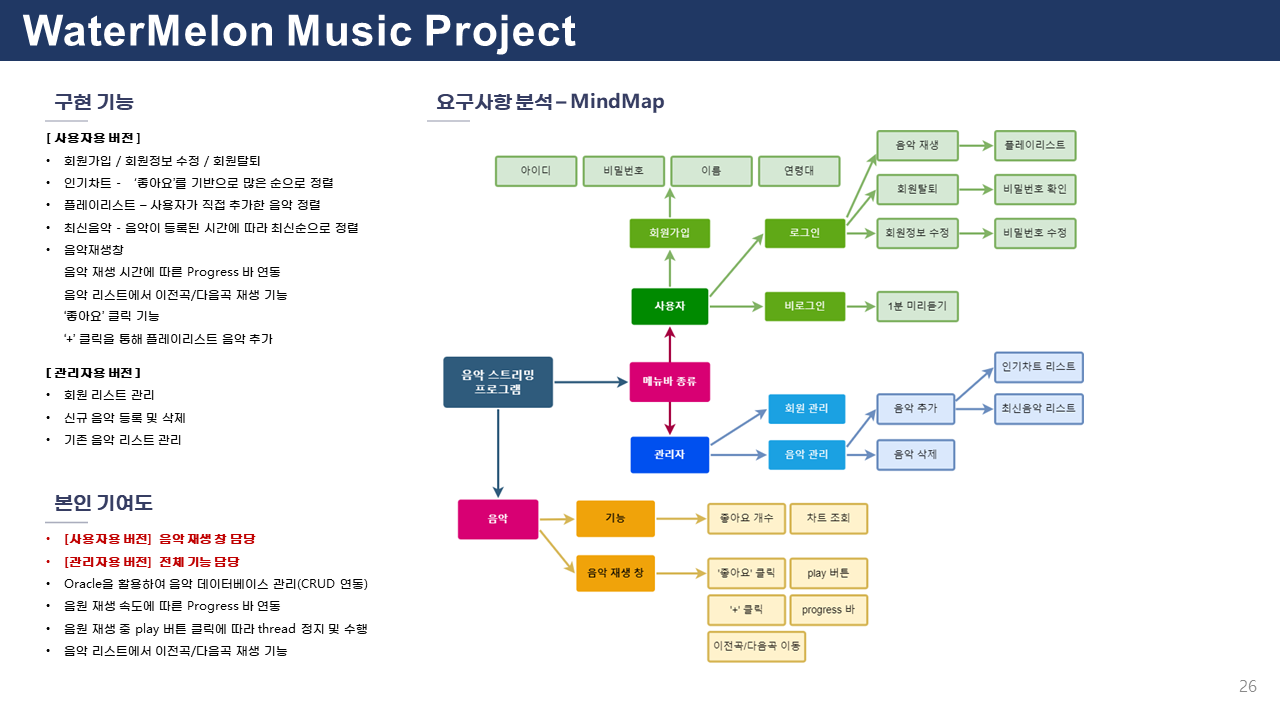 WaterMelon Music Project
구현 기능
[ 사용자용 버전 ]
• 회원가입 / 회원정보 수정 / 회원탈퇴
• 인기차트 - ‘좋아요’를 기반으로 많은 순으로 정렬
• 플레이리스트 – 사용자가 직접 추가한 음악 정렬
• 최신음악 - 음악이 등록된 시간에 따라 최신순으로 정렬
• 음악재생창
음악 재생 시간에 따른 Progress 바 연동
음악 리스트에서 이전곡/다음곡 재생 기능
‘좋아요’ 클릭 기능
‘+’ 클릭을 통해 플레이리스트 음악 추가
[ 관리자용 버전 ]
• 회원 리스트 관리
• 신규 음악 등록 및 삭제
• 기존 음악 리스트 관리
본인 기여도
• [사용자용 버전] 음악 재생 창 담당
• [관리자용 버전] 전체 기능 담당
• Oracle을 활용하여 음악 데이터베이스 관리(CRUD 연동)
• 음원 재생 속도에 따른 Progress 바 연동
• 음원 재생 중 play 버튼 클릭에 따라 thread 정지 및 수행
• 음악 리스트에서 이전곡/다음곡 재생 기능
요구사항 분석 – MindMap
음악 재생
플레이리스트
아이디
비밀번호
이름
연령대
회원탈퇴
비밀번호 확인
회원가입
로그인
회원정보 수정
비밀번호 수정
사용자
비로그인
1분 미리듣기
음악 스트리밍
프로그램
메뉴바 종류
인기차트 리스트
회원 관리
음악 추가
최신음악 리스트
관리자
음악 관리
음악 삭제
음악
기능
좋아요 개수
차트 조회
음악 재생 창
'좋아요' 클릭
play 버튼
'+' 클릭
progress 바
이전곡/다음곡 이동
26